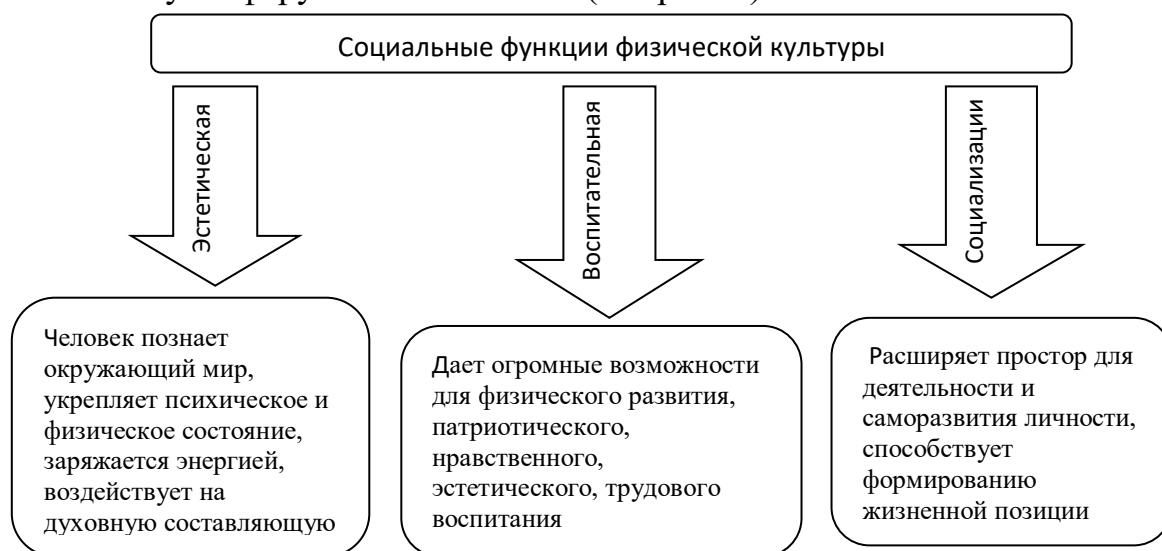 Социальные функции физической культуры
Эстетическая
Воспитательная
Социализации
Человек познает
окружающий мир,
укрепляет психическое и
физическое состояние,
заряжается энергией,
воздействует на
духовную составляющую
Дает огромные возможности
для физического развития,
патриотического,
нравственного,
эстетического, трудового
воспитания
Расширяет простор для
деятельности и
саморазвития личности,
способствует
формированию
жизненной позиции